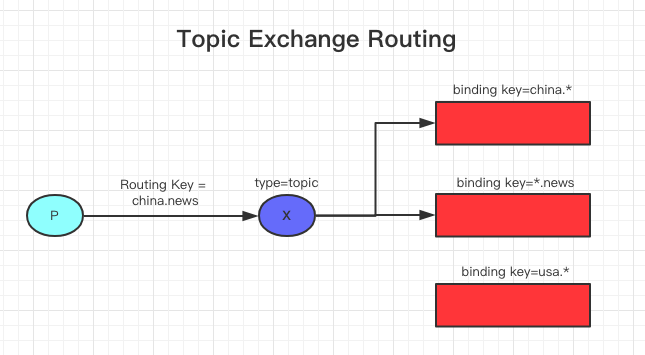 Topic Exchange Routing
binding key=china.*
Routing Key =
china.news
type=topic
binding key=*.news
P
X
binding key=usa.*